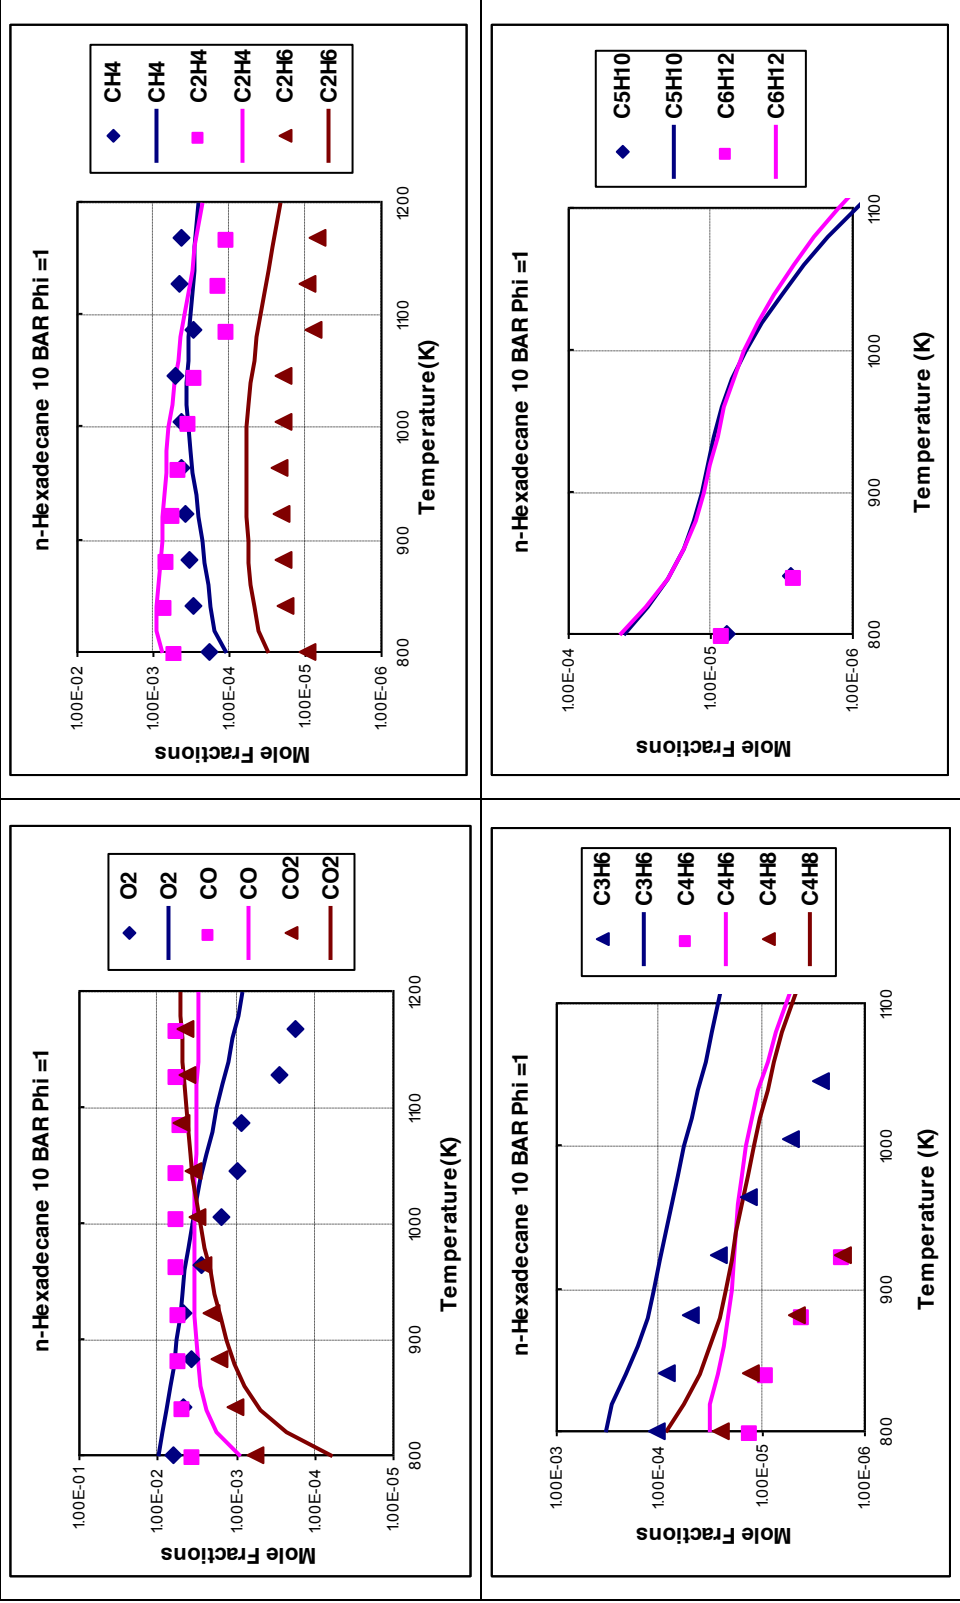 n-Hexadecane 10 BAR Phi =1
Mole Fractions
1.00E-01
1.00E-02
1.00E-03
1.00E-04
1.00E-05
800
900
1000
1100
1200
Temperature(K)
O2
O2
CO
CO
CO2
CO2
n-Hexadecane 10 BAR Phi =1
Mole Fractions
1.00E-02
1.00E-03
1.00E-04
1.00E-05
1.00E-06
800
900
1000
1100
1200
Temperature(K)
CH4
CH4
C2H4
C2H4
C2H6
C2H6
n-Hexadecane 10 BAR Phi =1
Mole Fractions
1.00E-03
1.00E-04
1.00E-05
1.00E-06
800
900
1000
1100
Temperature (K)
C3H6
C3H6
C4H6
C4H6
C4H8
C4H8
n-Hexadecane 10 BAR Phi =1
Mole Fractions
1.00E-04
1.00E-05
1.00E-06
800
900
1000
1100
Temperature (K)
C5H10
C5H10
C6H12
C6H12